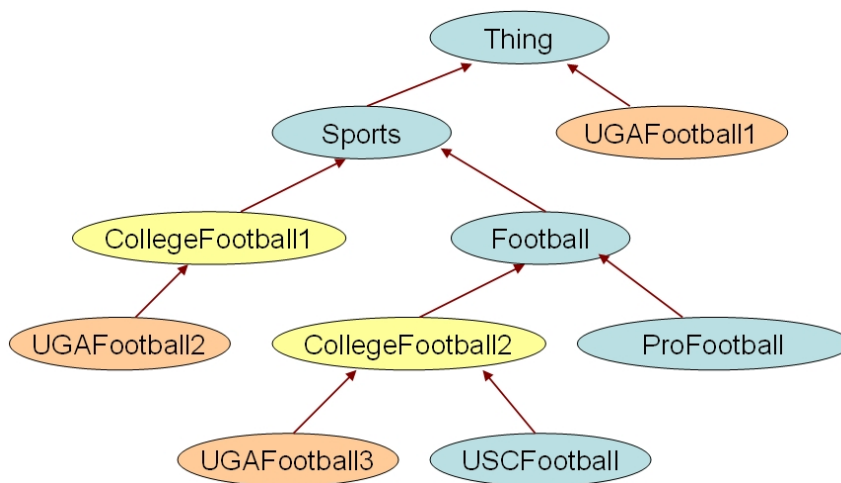 Thing
Sports
UGAFootball1
CollegeFootball1
Football
UGAFootball2
CollegeFootball2
ProFootball
UGAFootball3
USCFootball